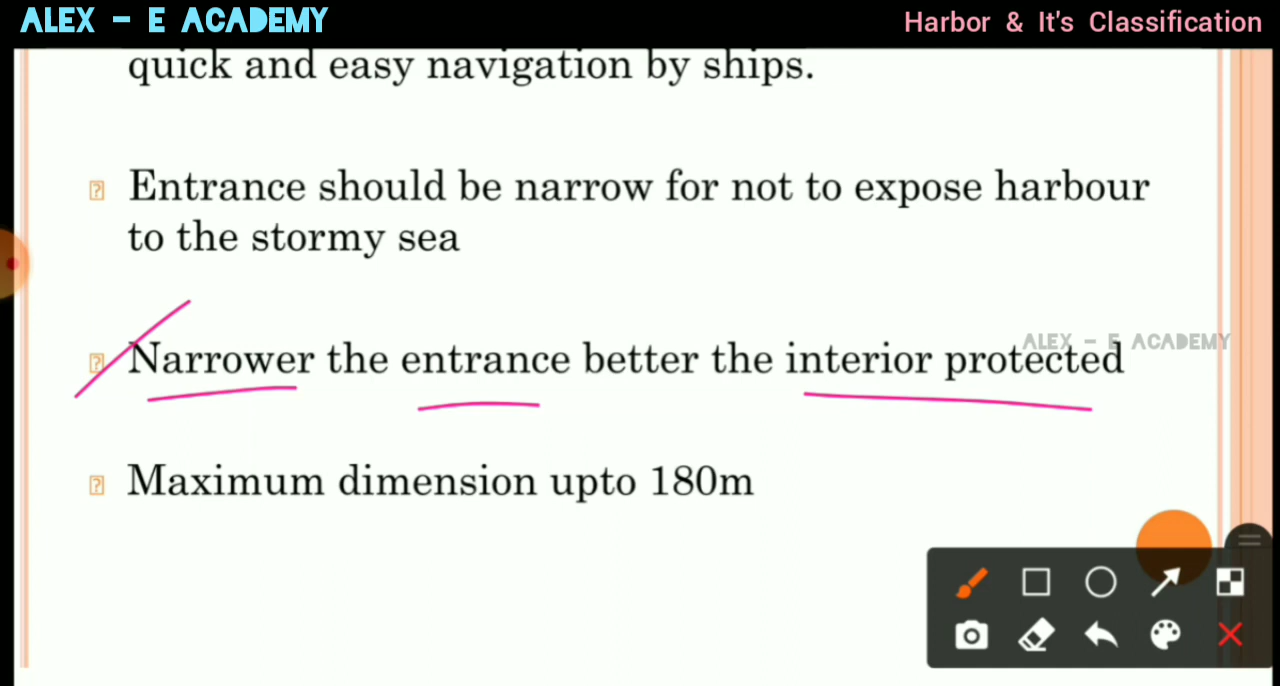 ALEX - E ACADEMY
Harbor & It's Classification
quick and easy navigation by ships.
Entrance should be narrow for not to expose harbour
to the stormy sea
ALEX - E ACADEMY
Narrower the entrance better the interior protected
Maximum dimension upto 180m